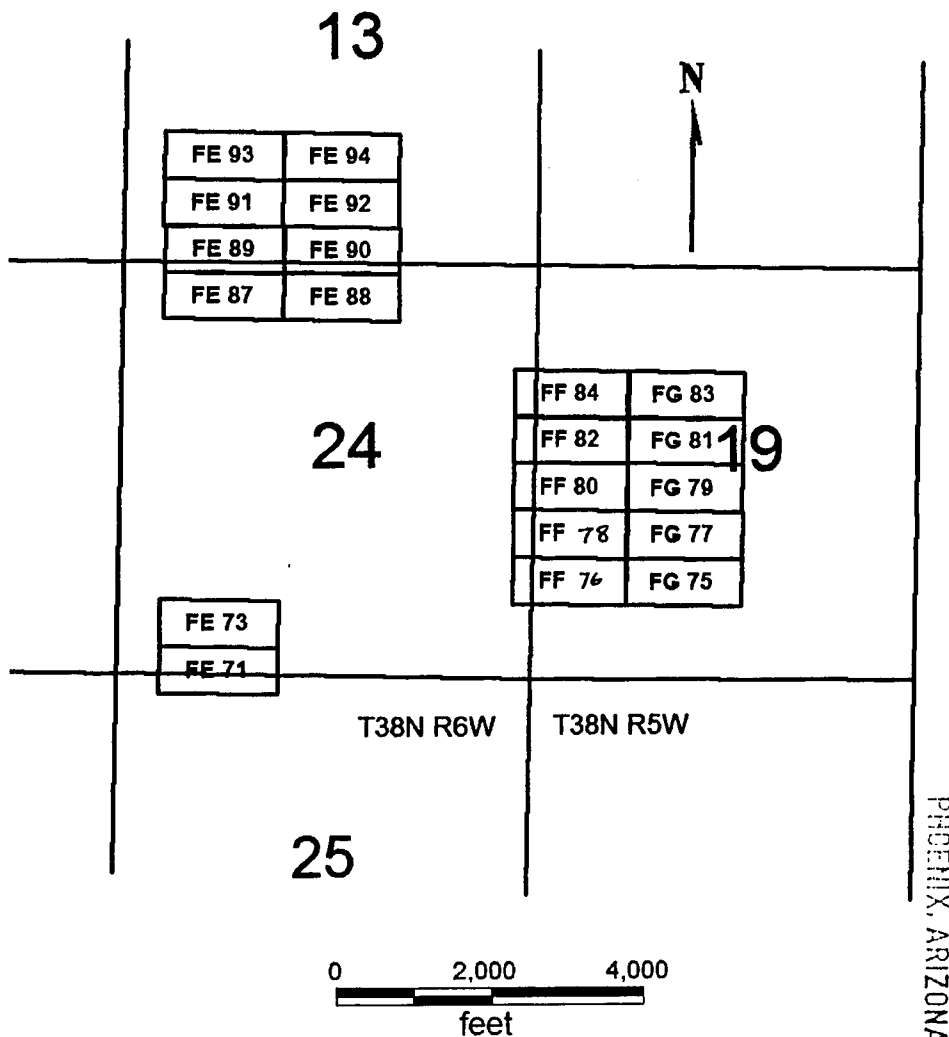 13
N
FE 93 FE 94
FE 91 FE 92
FE 89 FE 90
FE 87 FE 88
FF 84 FG 83
24 FF 82 FG 81 19
FF 80 FG 79
FF 78 FG 77
FF 76 FG 75
FE 73
FE 71
T38N R6W T38N R5W
25
PHOENIX, ARIZONA
0 2,000 4,000
feet